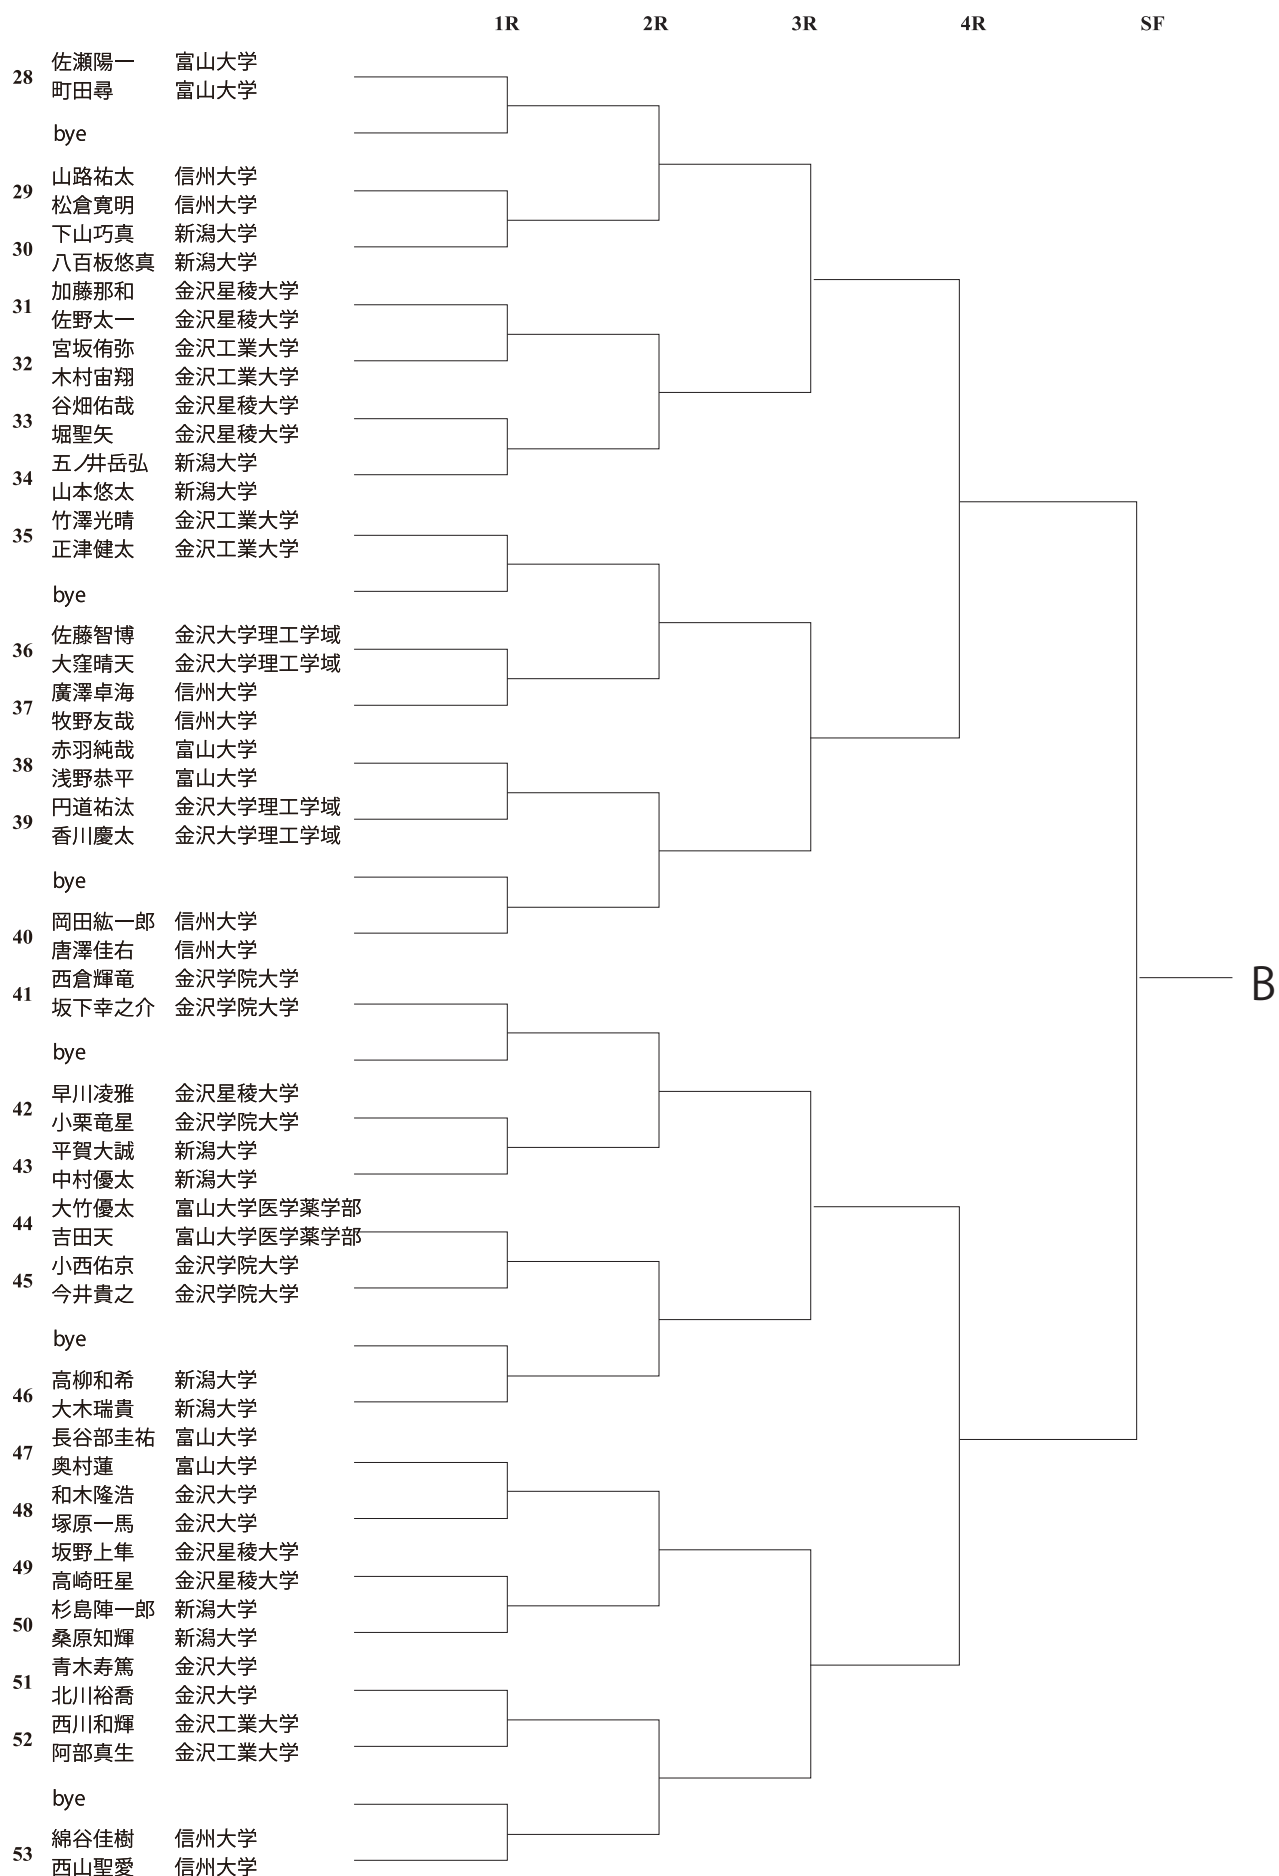 1R 2R 3R 4R SF
佐瀬陽一 富山大学
28
町田尋 富山大学
bye
山路祐太 信州大学
29
松倉寛明 信州大学
下山巧真 新潟大学
30
八百板悠真 新潟大学
加藤那和 金沢星稜大学
31
佐野太一 金沢星稜大学
宮坂侑弥 金沢工業大学
32
木村宙翔 金沢工業大学
谷畑佑哉 金沢星稜大学
33
堀聖矢 金沢星稜大学
五ノ井岳弘 新潟大学
34
山本悠太 新潟大学
竹澤光晴 金沢工業大学
35
正津健太 金沢工業大学
bye
佐藤智博 金沢大学理工学域
36
大窪晴天 金沢大学理工学域
廣澤卓海 信州大学
37
牧野友哉 信州大学
赤羽純哉 富山大学
38
浅野恭平 富山大学
円道祐汰 金沢大学理工学域
39
香川慶太 金沢大学理工学域
bye
岡田紘一郎 信州大学
40
唐澤佳右 信州大学
西倉輝竜 金沢学院大学
41
坂下幸之介 金沢学院大学
B
bye
早川凌雅 金沢星稜大学
42
小栗竜星 金沢学院大学
平賀大誠 新潟大学
43
中村優太 新潟大学
大竹優太 富山大学医学薬学部
44
吉田天 富山大学医学薬学部
小西佑京 金沢学院大学
45
今井貴之 金沢学院大学
bye
高柳和希 新潟大学
46
大木瑞貴 新潟大学
長谷部圭祐 富山大学
47
奥村蓮 富山大学
和木隆浩 金沢大学
48
塚原一馬 金沢大学
坂野上隼 金沢星稜大学
49
高崎旺星 金沢星稜大学
杉島陣一郎 新潟大学
50
桑原知輝 新潟大学
青木寿篤 金沢大学
51
北川裕喬 金沢大学
西川和輝 金沢工業大学
52
阿部真生 金沢工業大学
bye
綿谷佳樹 信州大学
53
西山聖愛 信州大学